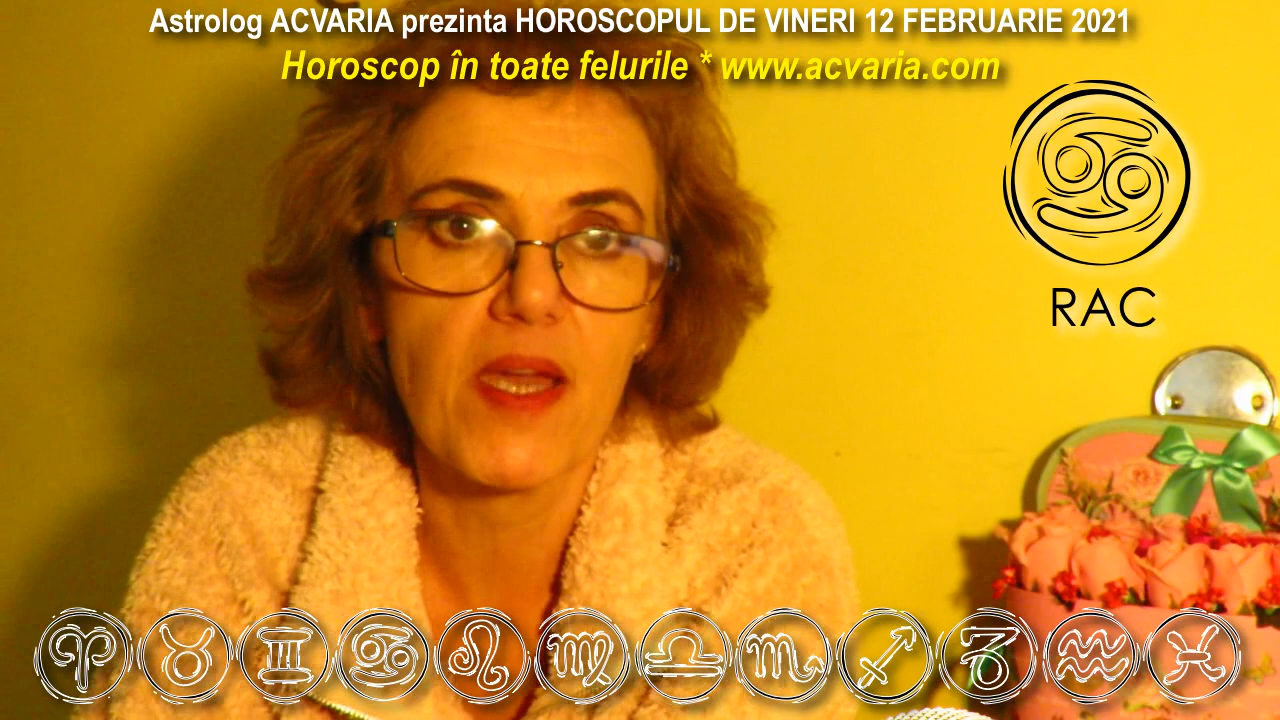 Astrolog ACVARIA prezinta HOROSCOPUL DE VINERI 12 FEBRUARIE 2021
Horoscop în toate felurile * www.acvaria.com
RAC